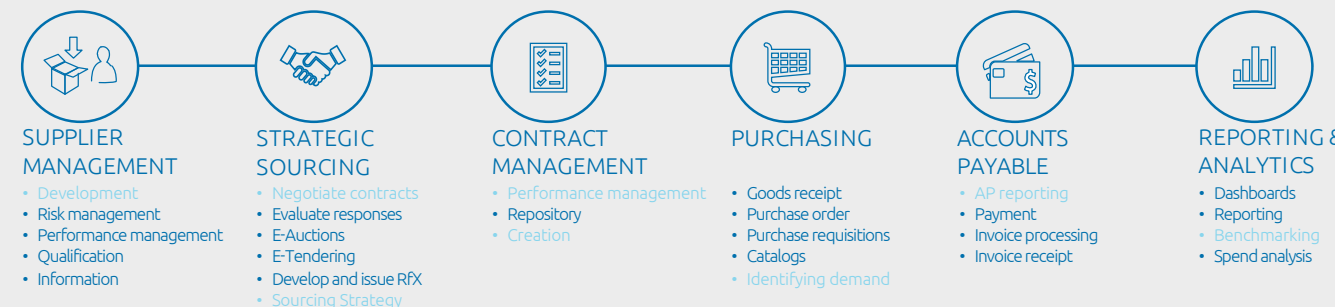 SUPPLIER
MANAGEMENT
• Development
• Risk management
• Performance management
• Qualification
• Information
STRATEGIC
SOURCING
• Negotiate contracts
• Evaluate responses
• E-Auctions
• E-Tendering
• Develop and issue RfX
• Sourcing Strategy
CONTRACT
MANAGEMENT
• Performance management
• Repository
• Creation
PURCHASING
• Goods receipt
• Purchase order
• Purchase requisitions
• Catalogs
• Identifying demand
$
ACCOUNTS
PAYABLE
• AP reporting
• Payment
• Invoice processing
• Invoice receipt
REPORTING &
ANALYTICS
• Dashboards
• Reporting
• Benchmarking
• Spend analysis